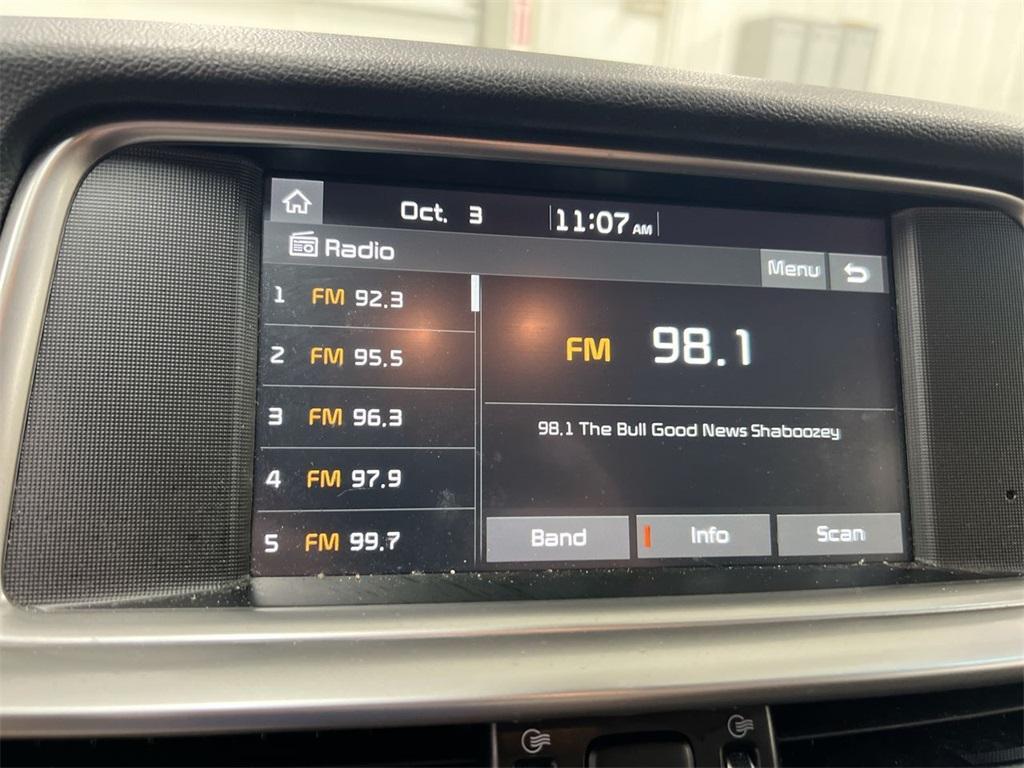 Oct. 3 11:07 AM
Radio
Menu
1 FM 92.3
2 FM 95.5
3 FM 96.3
4 FM 97.9
5 FM 99.7
FM 98.1
98.1 The Bull Good News Shaboozey
Band Info Scan